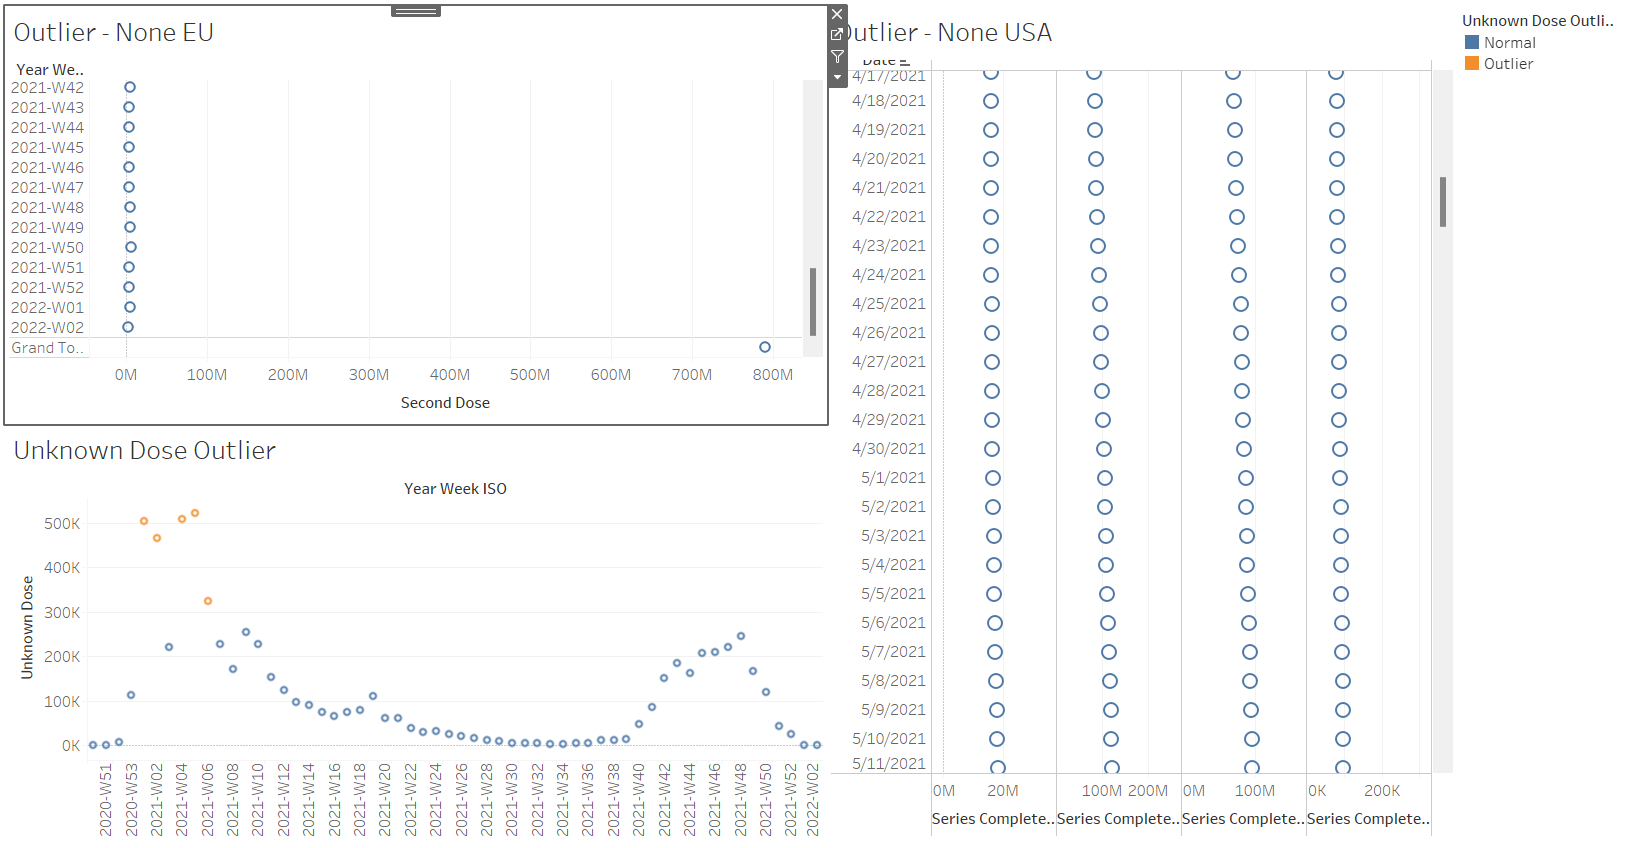 Outlier - None EU
Year We..
2021-W42
2021-W43
2021-W44
2021-W45
2021-W46
2021-W47
2021-W48
2021-W49
2021-W50
2021-W51
2021-W52
2022-W01
2022-W02
Grand To..
0M 100M 200M 300M 400M 500M 600M 700M 800M
Second Dose
Unknown Dose Outlier
Year Week ISO
Unknown Dose
500K
400K
300K
200K
100K
0K
2020-W51 2020-W53 2021-W02 2021-W04 2021-W06 2021-W08 2021-W10 2021-W12 2021-W14 2021-W16 2021-W18 2021-W20 2021-W22 2021-W24 2021-W26 2021-W28 2021-W30 2021-W32 2021-W34 2021-W36 2021-W38 2021-W40 2021-W42 2021-W44 2021-W46 2021-W48 2021-W50 2021-W52 2022-W02
Outlier - None USA
Date
4/17/2021
4/18/2021
4/19/2021
4/20/2021
4/21/2021
4/22/2021
4/23/2021
4/24/2021
4/25/2021
4/26/2021
4/27/2021
4/28/2021
4/29/2021
4/30/2021
5/1/2021
5/2/2021
5/3/2021
5/4/2021
5/5/2021
5/6/2021
5/7/2021
5/8/2021
5/9/2021
5/10/2021
5/11/2021
0M 20M 100M 200M 0M 100M 0K 200K
Series Complete.. Series Complete.. Series Complete.. Series Complete..
Unknown Dose Outli..
Normal
Outlier